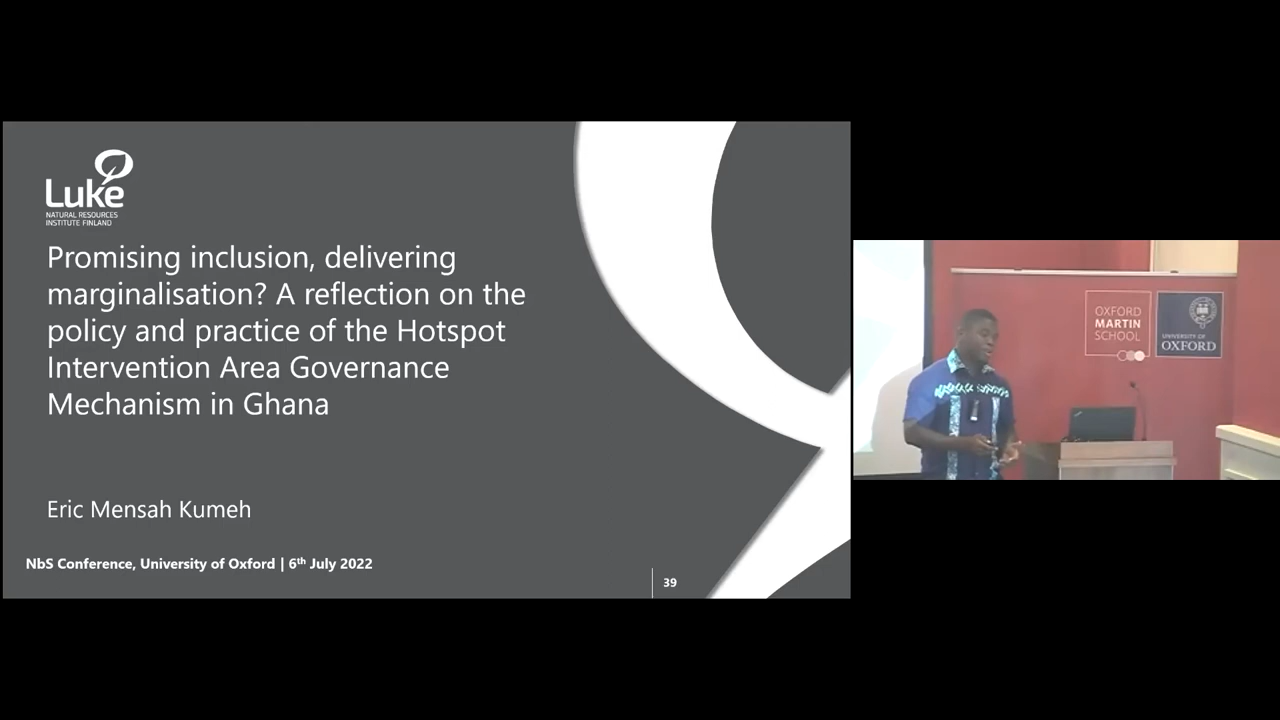 Luke
NATURAL RESOURCES
INSTITUTE FINLAND
Promising inclusion, delivering
marginalisation? A reflection on the
policy and practice of the Hotspot
Intervention Area Governance
Mechanism in Ghana
Eric Mensah Kumeh
NbS Conference, University of Oxford | 6th July 2022
39
OXFORD
MARTIN
SCHOOL
UNIVERSITY OF
OXFORD